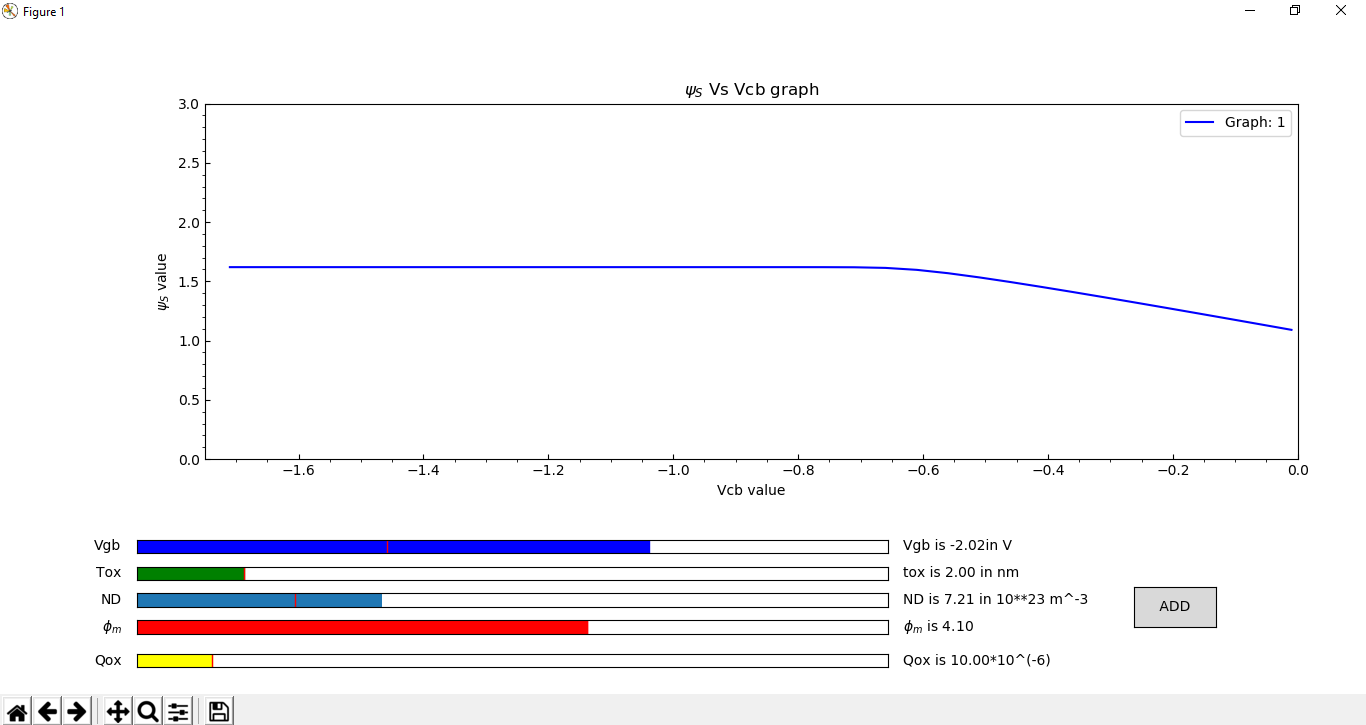 Figure 1
ψS Vs Vcb graph
Graph: 1
3.0
2.5
2.0
1.5
1.0
0.5
0.0
ψS value
−1.6 −1.4 −1.2 −1.0 −0.8 −0.6 −0.4 −0.2 0.0
Vcb value
Vgb Vgb is -2.02in V
Tox tox is 2.00 in nm
ND ND is 7.21 in 10**23 m^-3
ϕm ϕm is 4.10
Qox Qox is 10.00*10^(-6)
ADD